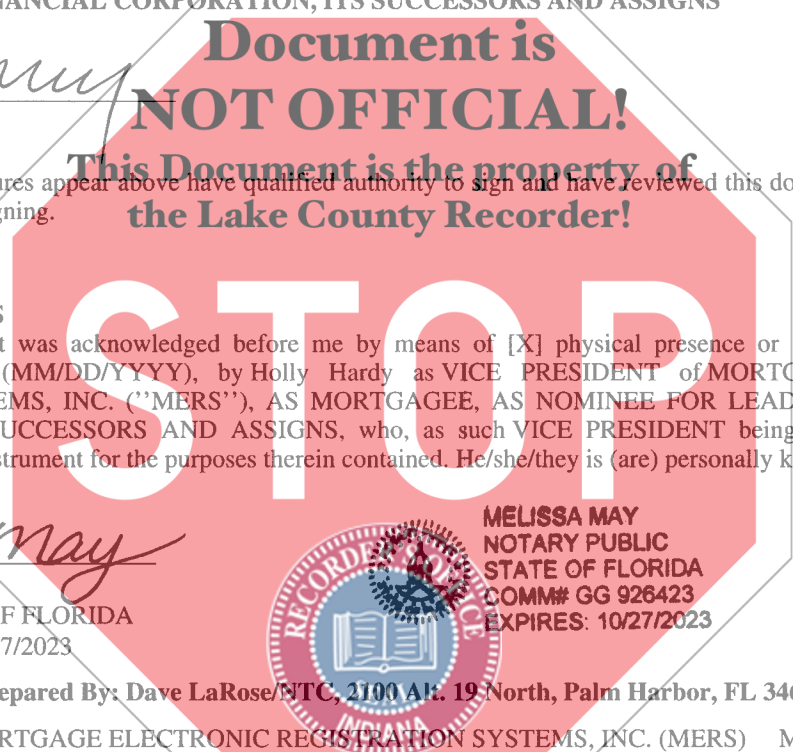 NANCIAL CORPORATION, ITS SUCCESSORS AND ASSIGNS
Document is
NOT OFFICIAL!
This Document is the property of
ures appear above have qualified authority to sign and have reviewed this do
gning.
the Lake County Recorder!
STOP
S
t was acknowledged before me by means of [X] physical presence or
(MM/DD/YYYY), by Holly Hardy as VICE PRESIDENT of MORTG
EMS, INC. (''MERS''), AS MORTGAGEE, AS NOMINEE FOR LEAD
UCCESSORS AND ASSIGNS, who, as such VICE PRESIDENT being
strument for the purposes therein contained. He/she/they is (are) personally k
May
MELISSA MAY
NOTARY PUBLIC
STATE OF FLORIDA
COMM# GG 926423
EXPIRES: 10/27/2023
RECORDER'S OFFICE
INDIANA
F FLORIDA
7/2023
epared By: Dave LaRose/NTC, 2100 Alt. 19 North, Palm Harbor, FL 346
RTGAGE ELECTRONIC REGISTRATION SYSTEMS, INC. (MERS) M